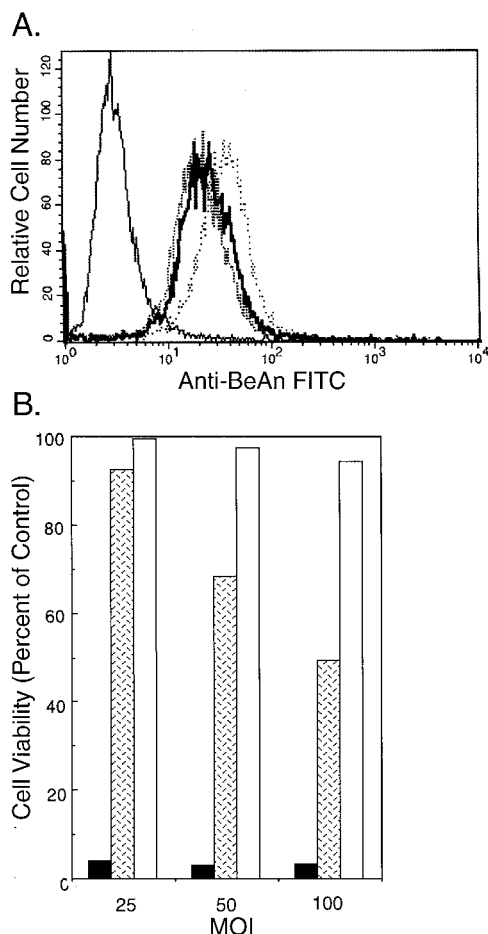 A.
Relative Cell Number
120
100
80
60
40
20
0
10⁰ 10¹ 10² 10³ 10⁴
Anti-BeAn FITC
B.
Cell Viability (Percent of Control)
100
80
60
40
20
0
25 50 100
MOI